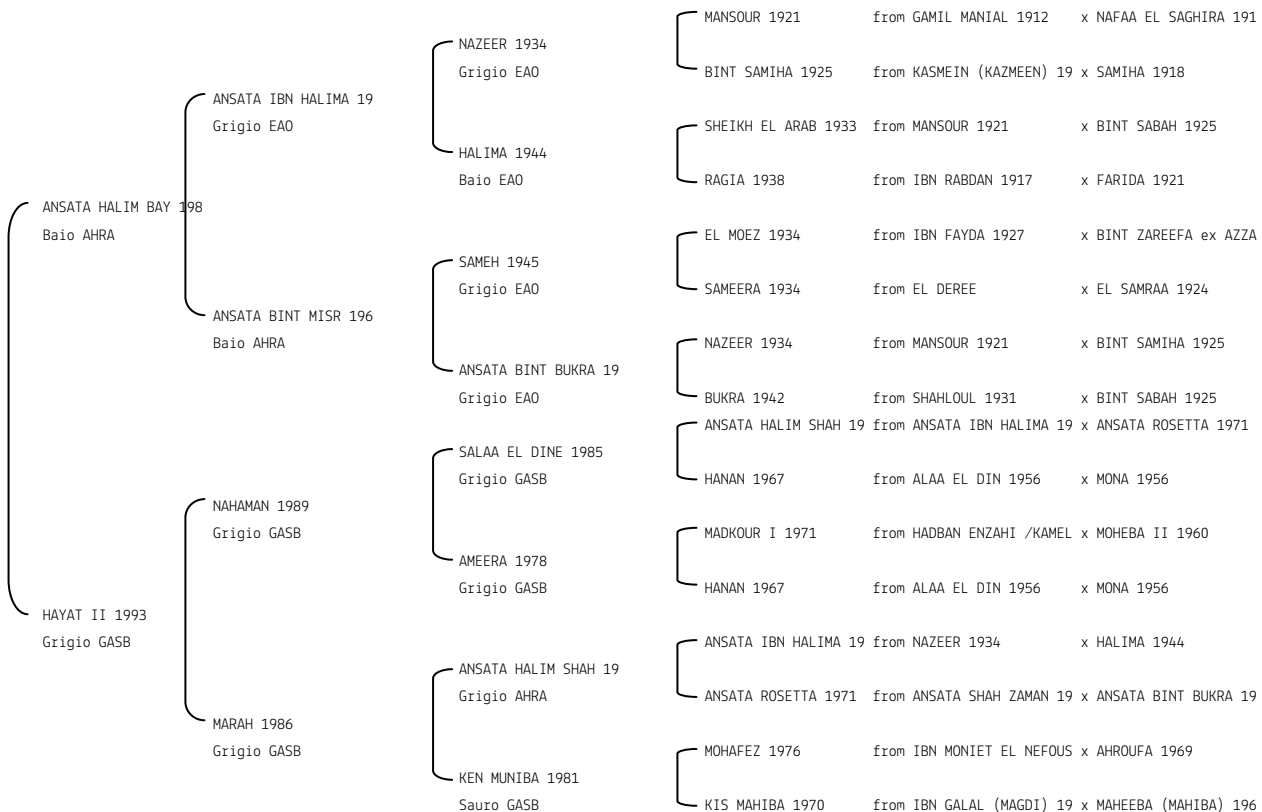 MANSOUR 1921 from GAMIL MANIAL 1912 x NAFAA EL SAGHIRA 191
NAZEER 1934
Grigio EAO
BINT SAMIHA 1925 from KASMEIN (KAZMEEN) 19 x SAMIHA 1918
ANSATA IBN HALIMA 19
Grigio EAO
SHEIKH EL ARAB 1933 from MANSOUR 1921 x BINT SABAH 1925
HALIMA 1944
Baio EAO
RAGIA 1938 from IBN RABDAN 1917 x FARIDA 1921
ANSATA HALIM BAY 198
Baio AHRA
EL MOEZ 1934 from IBN FAYDA 1927 x BINT ZAREEFA ex AZZA
SAMEH 1945
Grigio EAO
SAMEERA 1934 from EL DEREE x EL SAMRAA 1924
ANSATA BINT MISR 196
Baio AHRA
NAZEER 1934 from MANSOUR 1921 x BINT SAMIHA 1925
ANSATA BINT BUKRA 19
Grigio EAO
BUKRA 1942 from SHAHLOUL 1931 x BINT SABAH 1925
ANSATA HALIM SHAH 19 from ANSATA IBN HALIMA 19 x ANSATA ROSETTA 1971
SALAA EL DINE 1985
Grigio GASB
HANAN 1967 from ALAA EL DIN 1956 x MONA 1956
NAHAMAN 1989
Grigio GASB
MADKOUR I 1971 from HADBAN ENZAHI /KAMEL x MOHEBA II 1960
AMEERA 1978
Grigio GASB
HANAN 1967 from ALAA EL DIN 1956 x MONA 1956
HAYAT II 1993
Grigio GASB
ANSATA IBN HALIMA 19 from NAZEER 1934 x HALIMA 1944
ANSATA HALIM SHAH 19
Grigio AHRA
ANSATA ROSETTA 1971 from ANSATA SHAH ZAMAN 19 x ANSATA BINT BUKRA 19
MARAH 1986
Grigio GASB
MOHAFEZ 1976 from IBN MONIET EL NEFOUS x AHROUFA 1969
KEN MUNIBA 1981
Sauro GASB
KIS MAHIBA 1970 from IBN GALAL (MAGDI) 19 x MAHEEBA (MAHIBA) 196